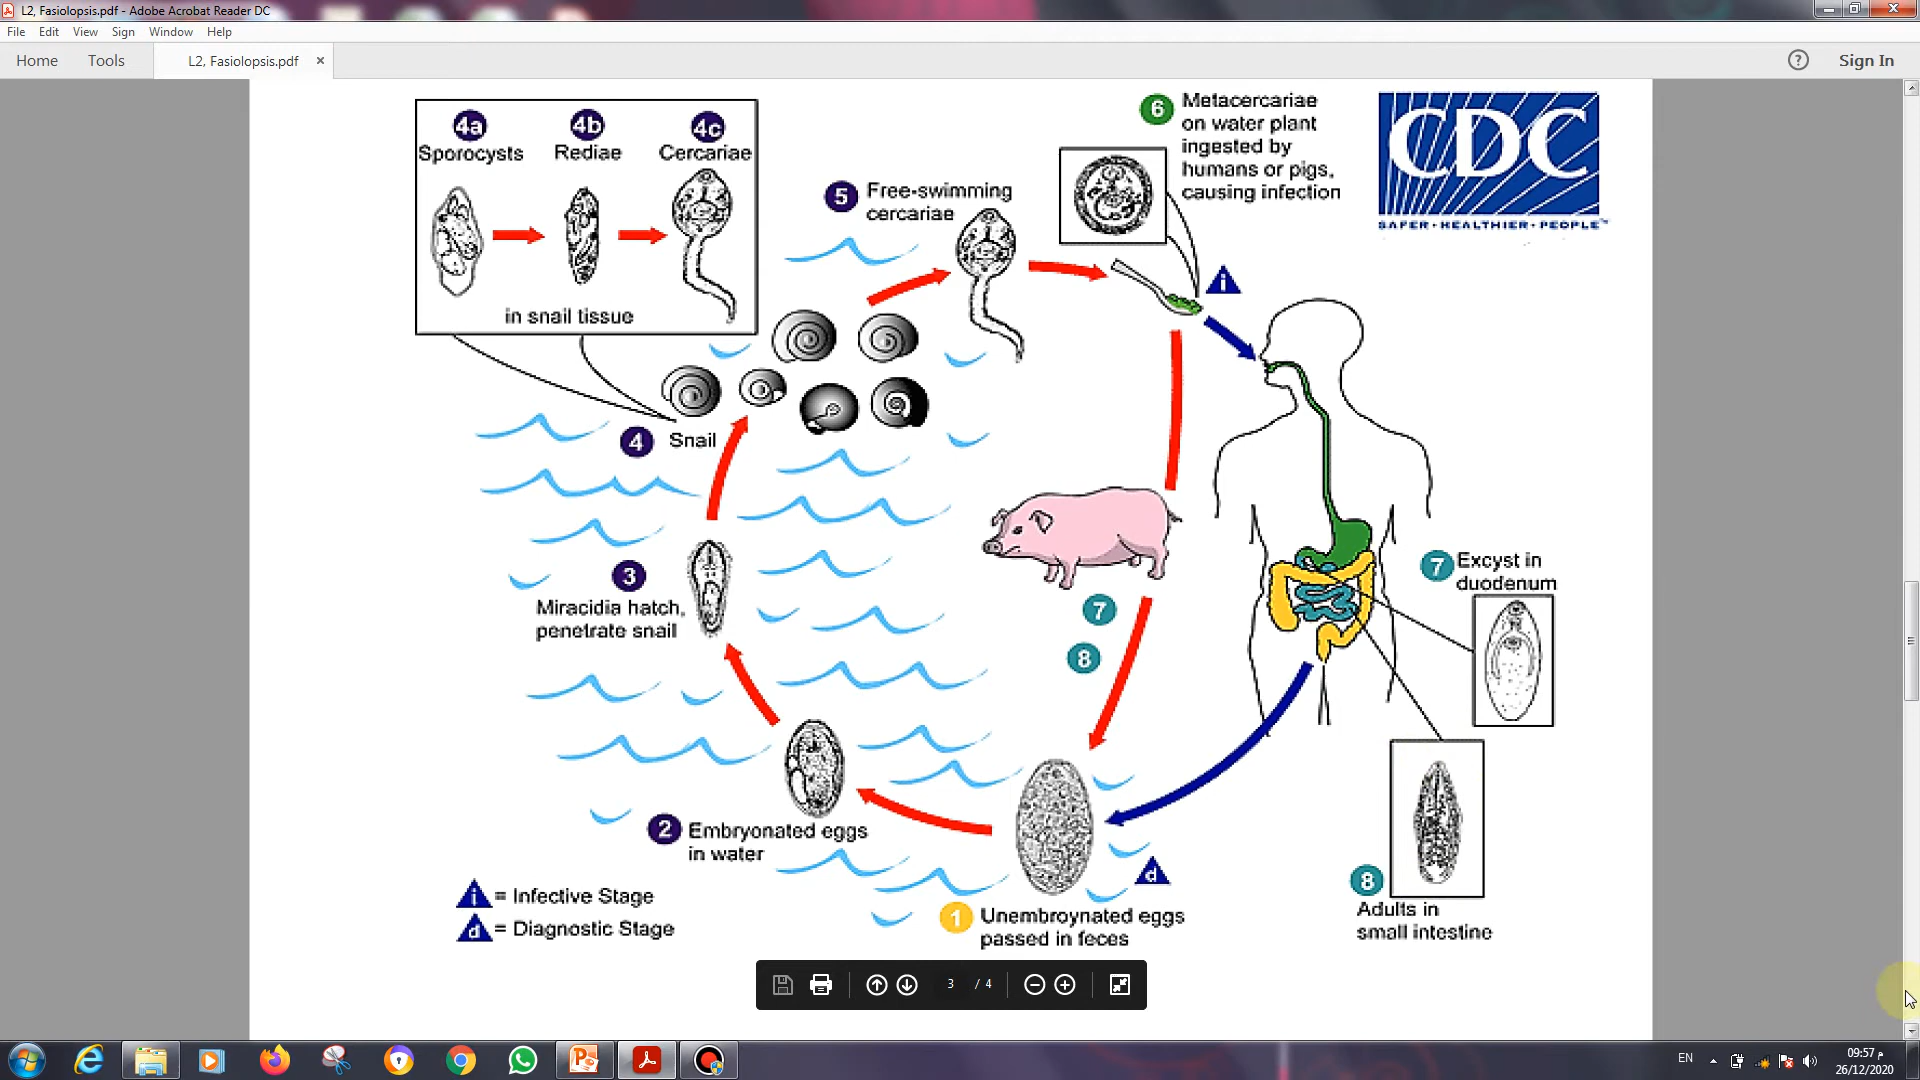 L2, Fasiolopsis.pdf - Adobe Acrobat Reader DC
File Edit View Sign Window Help
Home Tools L2, Fasiolopsis.pdf × ? Sign In
4a 4b 4c
Sporocysts Rediae Cercariae
in snail tissue
5 Free-swimming
cercariae
6 Metacercariae
on water plant
ingested by
humans or pigs,
causing infection
CDC
SAFER·HEALTHIER·PEOPLE™
i
4 Snail
3
Miracidia hatch,
penetrate snail
7
8
7 Excyst in
duodenum
2 Embryonated eggs
in water
d
1 Unembroynated eggs
passed in feces
8
Adults in
small intestine
i = Infective Stage
d = Diagnostic Stage
3 / 4
EN
09:57 م
26/12/2020